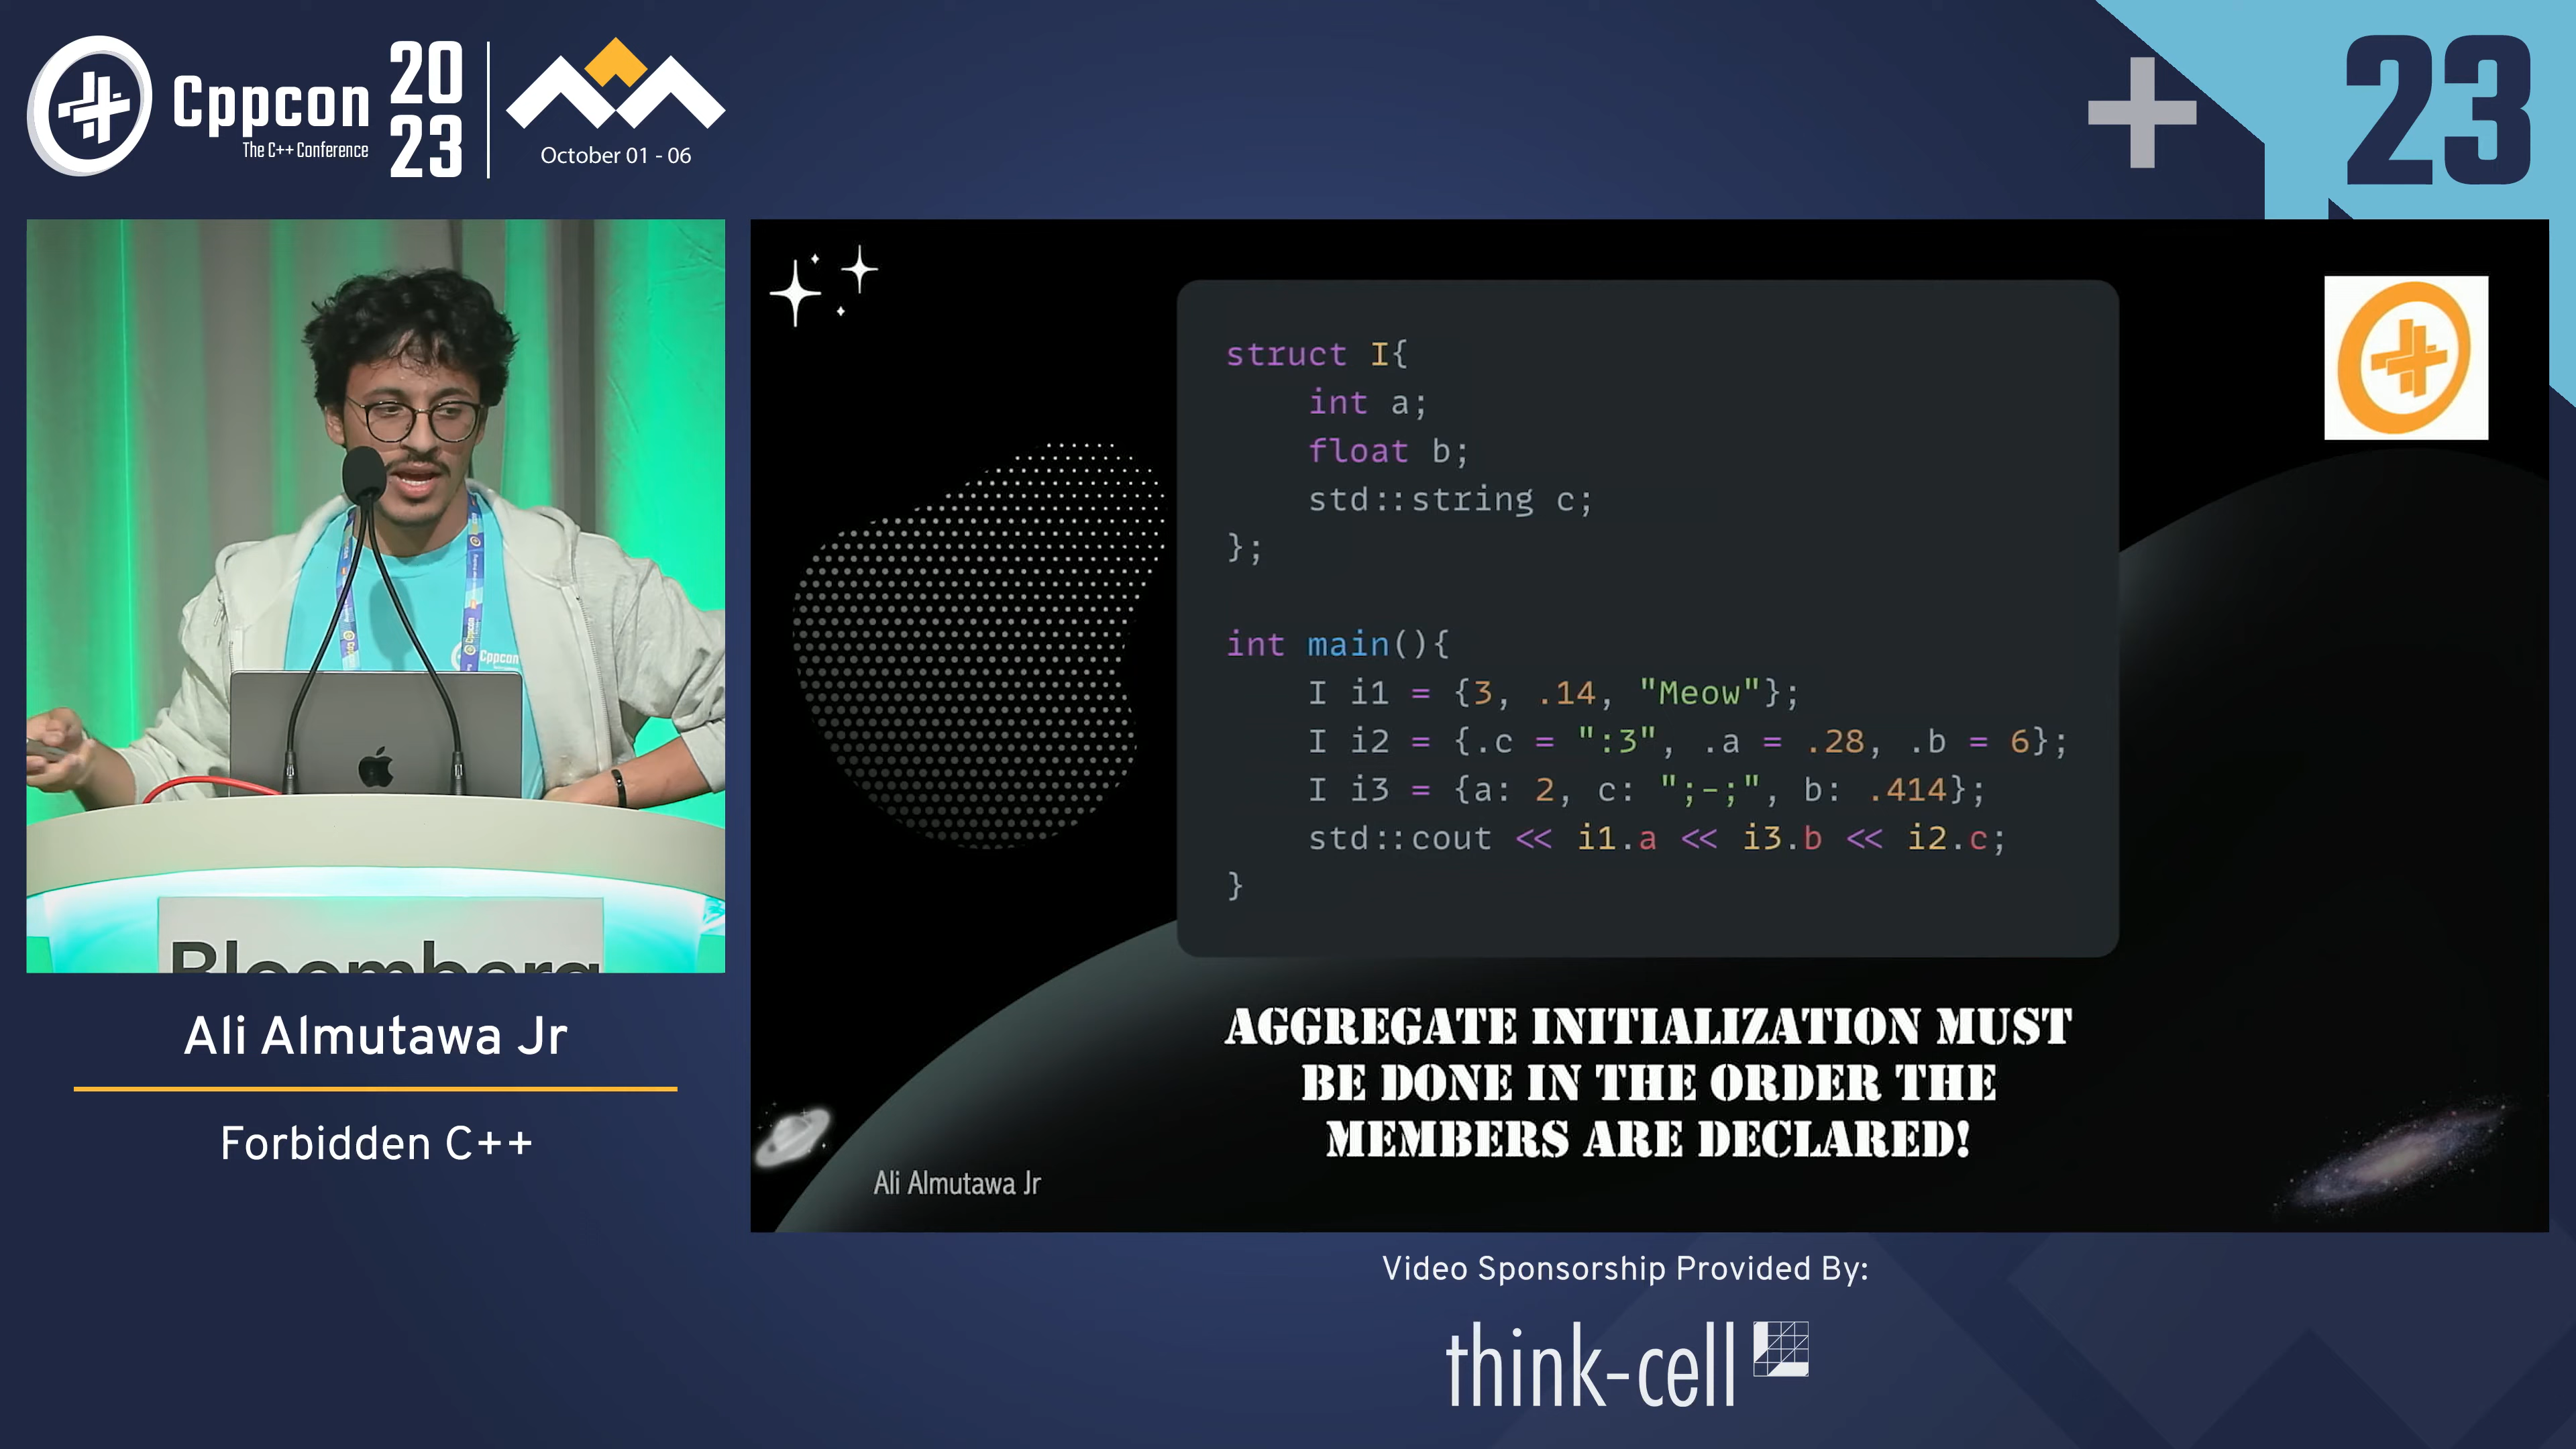 Cppcon
The C++ Conference
20
23
October 01 - 06
23
struct I{
    int a;
    float b;
    std::string c;
};
int main(){
    I i1 = {3, .14, "Meow"};
    I i2 = {.c = ":3", .a = .28, .b = 6};
    I i3 = {a: 2, c: ";-;", b: .414};
    std::cout << i1.a << i3.b << i2.c;
}
AGGREGATE INITIALIZATION MUST
BE DONE IN THE ORDER THE
MEMBERS ARE DECLARED!
Ali Almutawa Jr
Cppcon
Bloomberg
Ali Almutawa Jr
Forbidden C++
Video Sponsorship Provided By:
think-cell